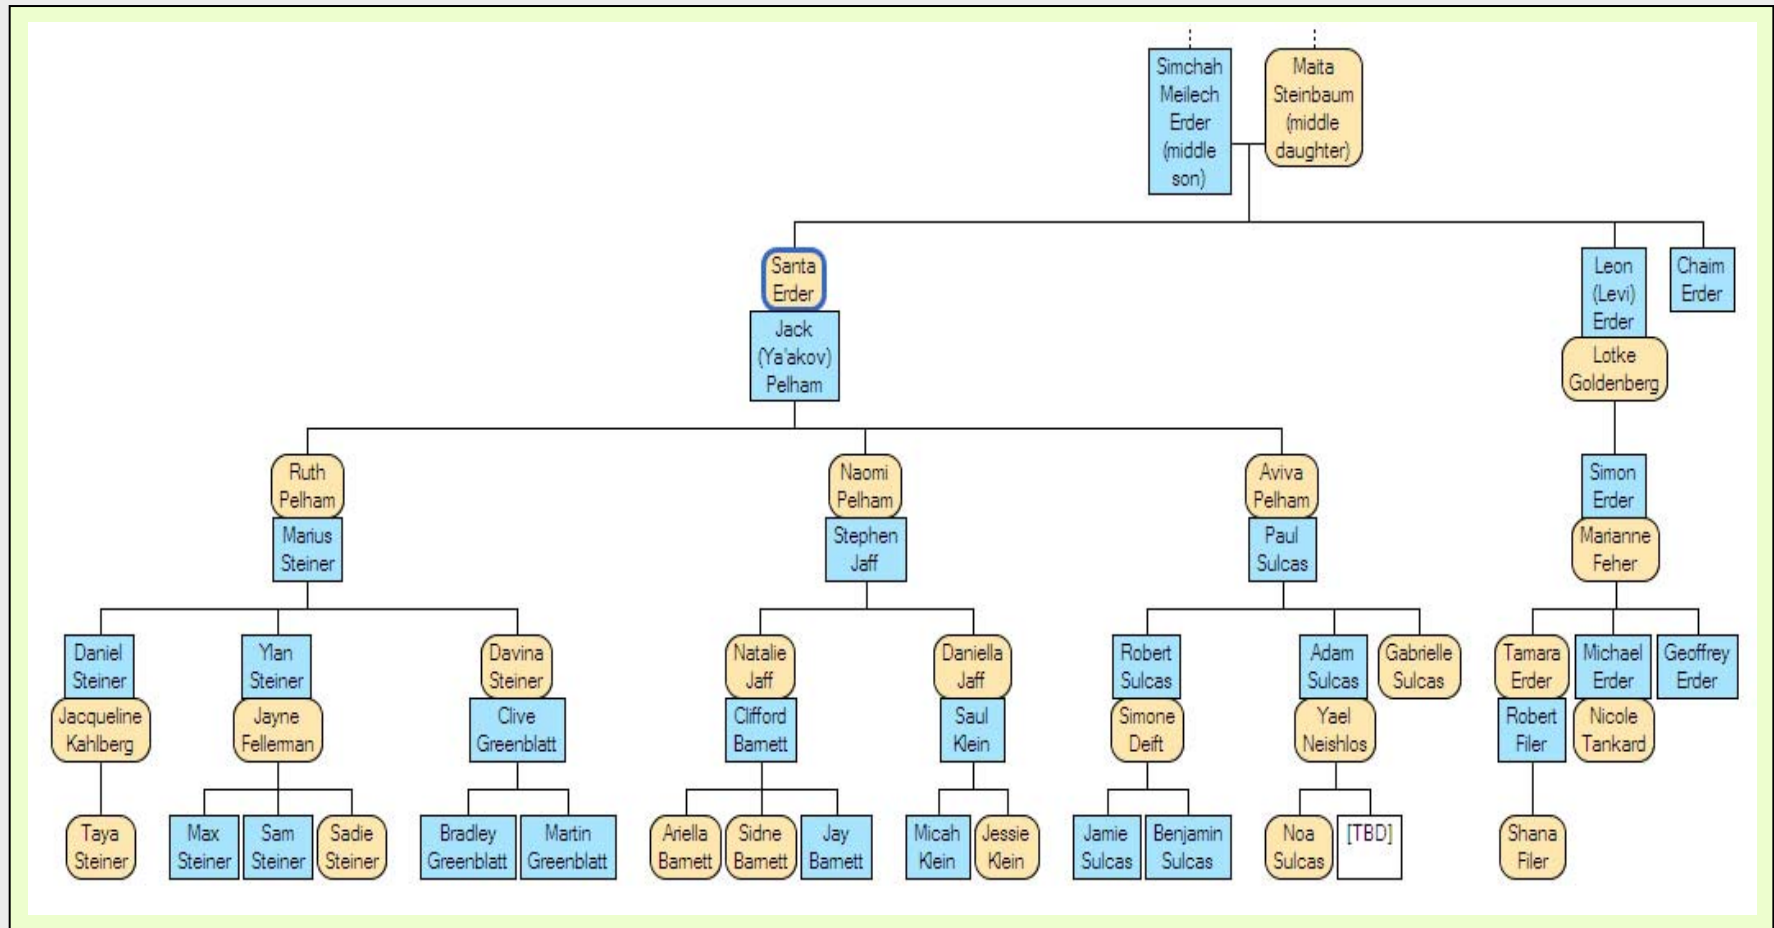 Simchah
Meilech
Erder
(middle
son)
Maita
Steinbaum
(middle
daughter)
Santa
Erder
Jack
(Ya'akov)
Pelham
Leon
(Levi)
Erder
Lotke
Goldenberg
Chaim
Erder
Ruth
Pelham
Marius
Steiner
Naomi
Pelham
Stephen
Jaff
Aviva
Pelham
Paul
Sulcas
Simon
Erder
Marianne
Feher
Daniel
Steiner
Jacqueline
Kahlberg
Ylan
Steiner
Jayne
Fellerman
Davina
Steiner
Clive
Greenblatt
Natalie
Jaff
Clifford
Barnett
Daniella
Jaff
Saul
Klein
Robert
Sulcas
Simone
Deift
Adam
Sulcas
Yael
Neishlos
Gabrielle
Sulcas
Tamara
Erder
Robert
Filer
Michael
Erder
Nicole
Tankard
Geoffrey
Erder
Taya
Steiner
Max
Steiner
Sam
Steiner
Sadie
Steiner
Bradley
Greenblatt
Martin
Greenblatt
Ariella
Barnett
Sidne
Barnett
Jay
Barnett
Micah
Klein
Jessie
Klein
Jamie
Sulcas
Benjamin
Sulcas
Noa
Sulcas
[TBD]
Shana
Filer